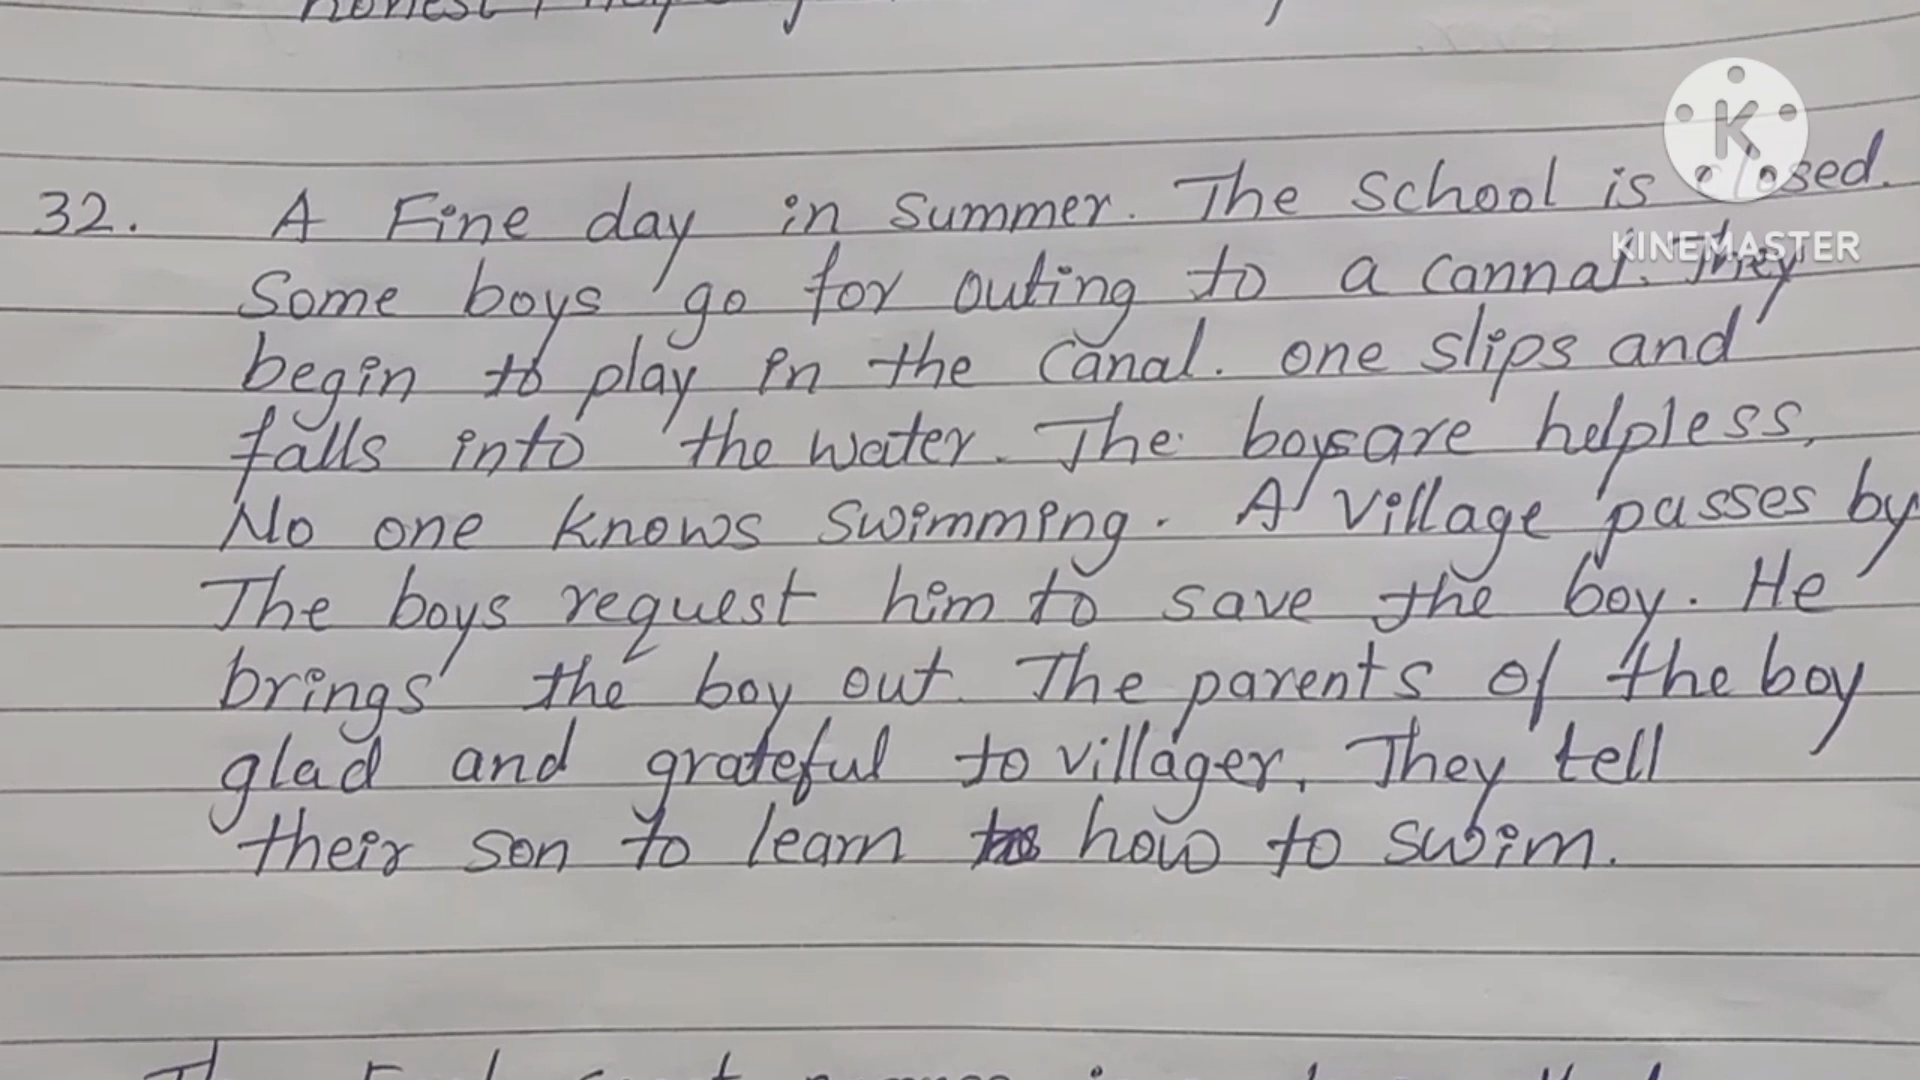 32. A Fine day in summer. The school is closed.
KINEMASTER
Some boys go for outing to a cannal. They
begin to play in the canal. one slips and
falls into the water. The boys are helpless,
No one knows swimming. A village passes by
The boys request him to save the boy. He
brings the boy out. The parents of the boy
glad and grateful to villager. They tell
their son to learn how to swim.